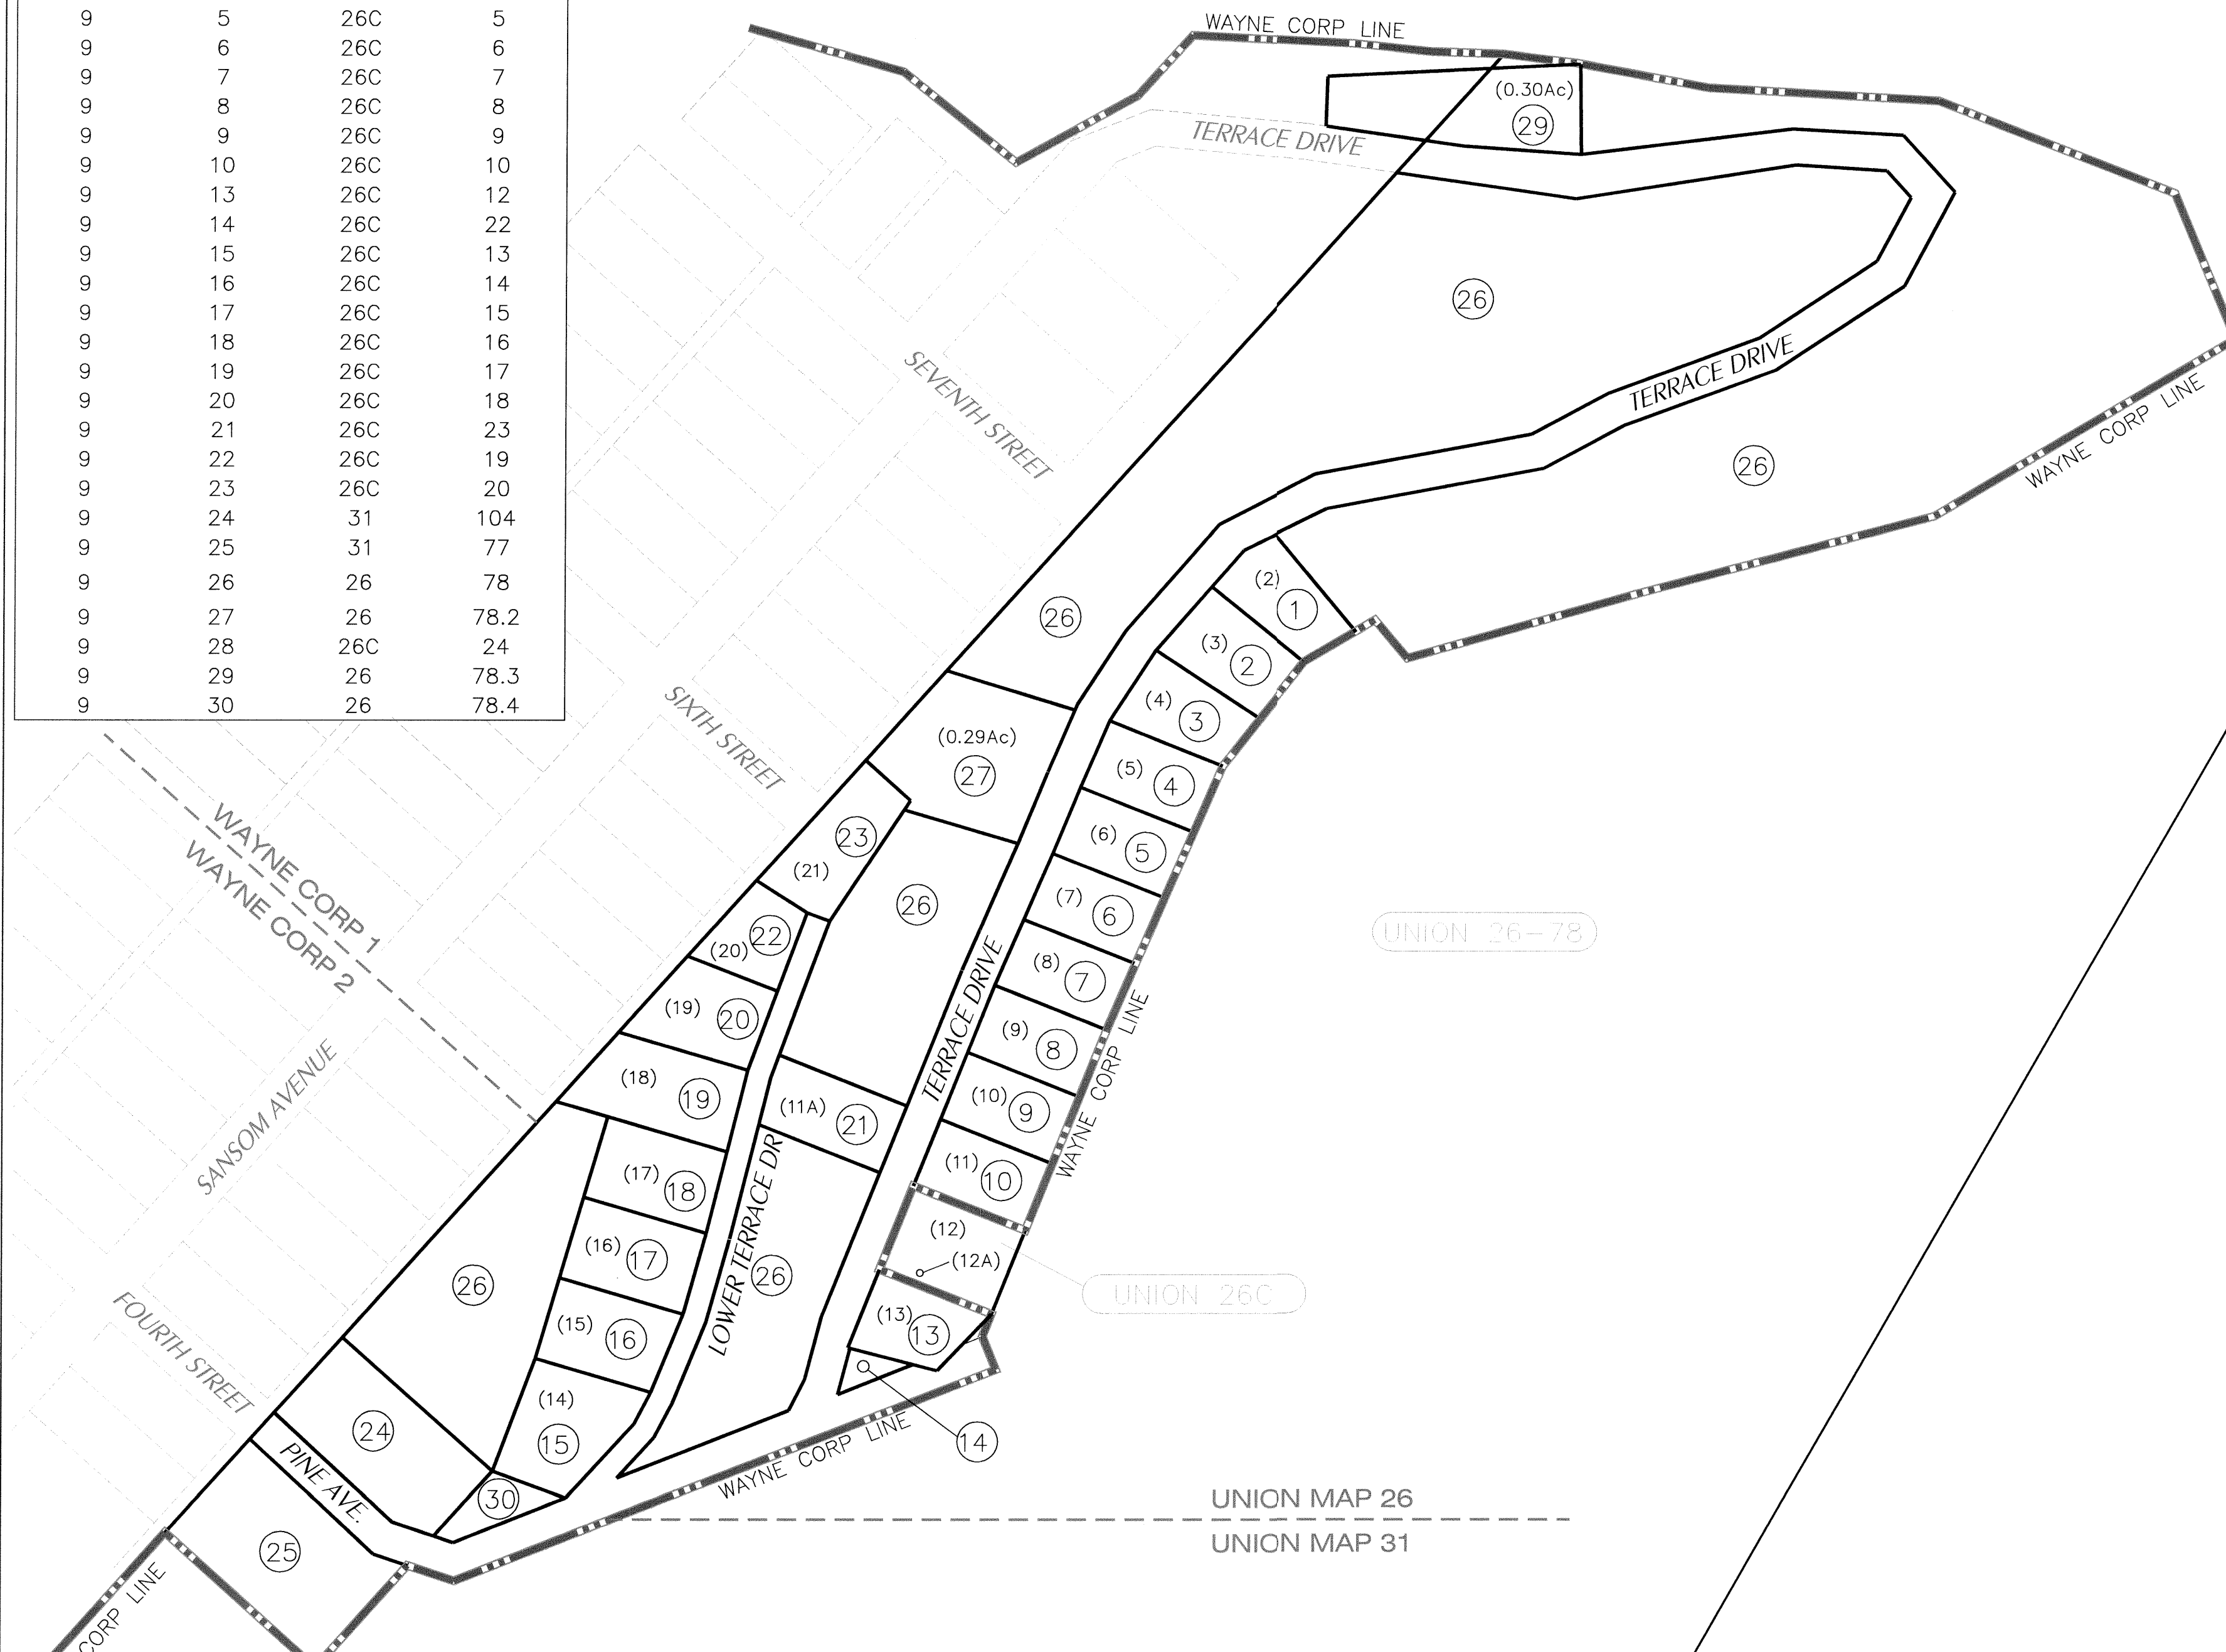 9 5 26C 5
9 6 26C 6
9 7 26C 7
9 8 26C 8
9 9 26C 9
9 10 26C 10
9 13 26C 12
9 14 26C 22
9 15 26C 13
9 16 26C 14
9 17 26C 15
9 18 26C 16
9 19 26C 17
9 20 26C 18
9 21 26C 23
9 22 26C 19
9 23 26C 20
9 24 31 104
9 25 31 77
9 26 26 78
9 27 26 78.2
9 28 26C 24
9 29 26 78.3
9 30 26 78.4
WAYNE CORP LINE
(0.30Ac)
29
TERRACE DRIVE
26
SEVENTH STREET
TERRACE DRIVE
WAYNE CORP LINE
26
(2)
1
26
(3)
2
SIXTH STREET
(4)
3
(0.29Ac)
27
(5)
4
WAYNE CORP 1
WAYNE CORP 2
23
(21)
(6)
5
26
(7)
6
UNION 26-78
(20)
22
(8)
7
TERRACE DRIVE
WAYNE CORP LINE
(19)
20
(9)
8
SANSOM AVENUE
(18)
19
(11A)
21
(10)
9
(17)
18
(11)
10
LOWER TERRACE DR
(12)
(12A)
(16)
17
26
26
UNION 26C
FOURTH STREET
(15)
16
(13)
13
(14)
15
24
14
PINE AVE.
WAYNE CORP LINE
30
UNION MAP 26
UNION MAP 31
25
CORP LINE